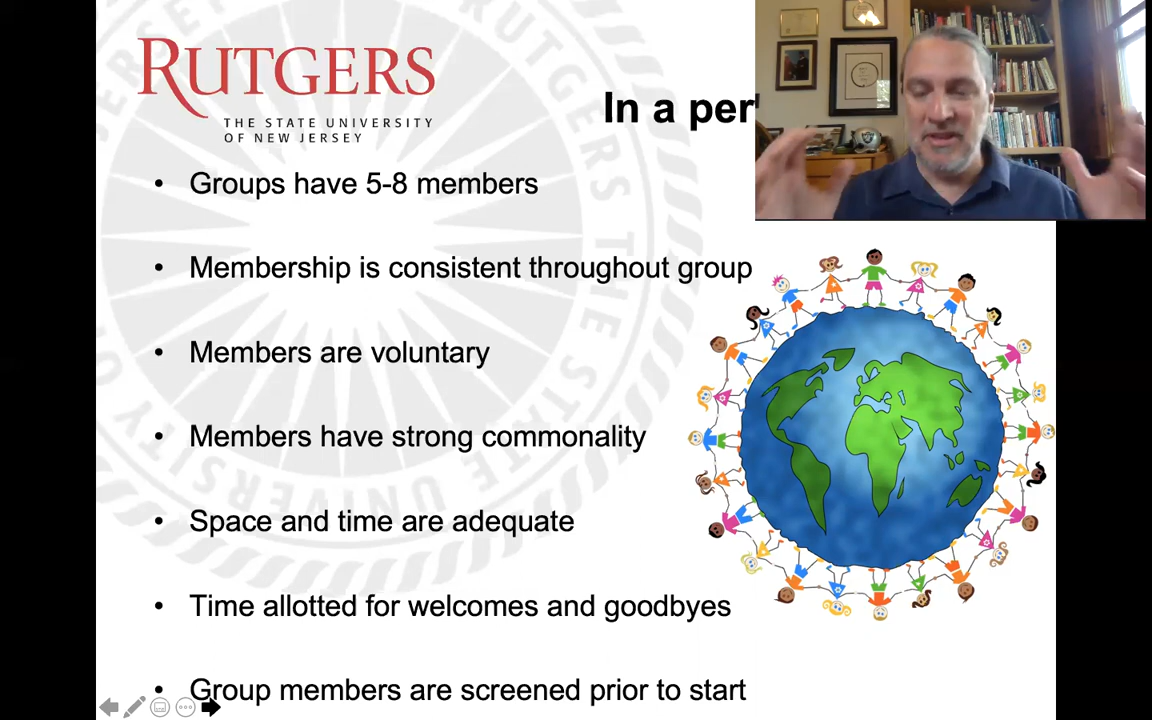 RUTGERS
THE STATE UNIVERSITY
OF NEW JERSEY
In a per
• Groups have 5-8 members
• Membership is consistent throughout group
• Members are voluntary
• Members have strong commonality
• Space and time are adequate
• Time allotted for welcomes and goodbyes
• Group members are screened prior to start